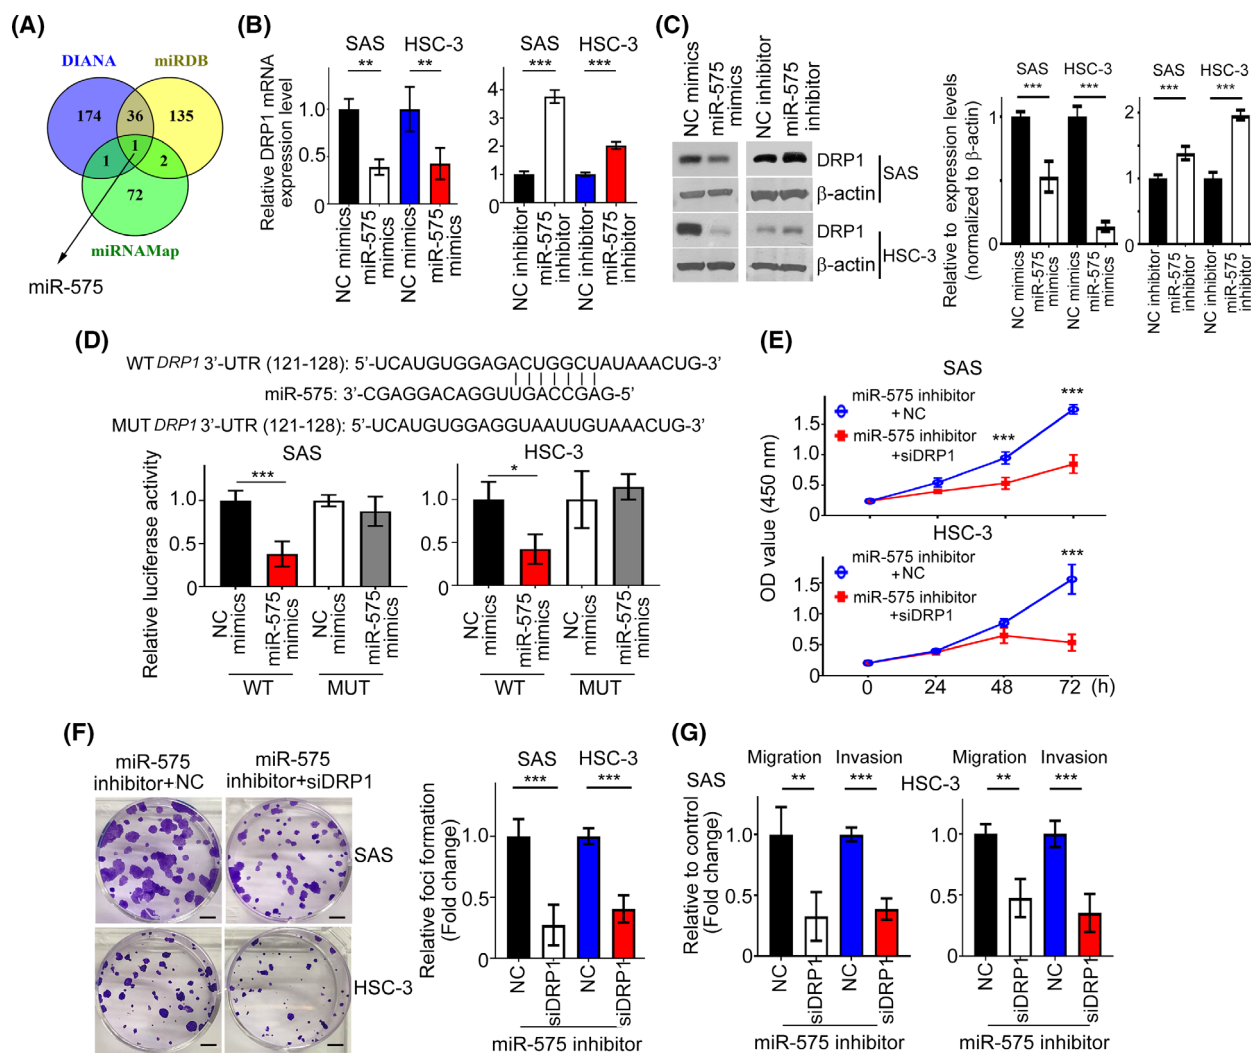 (A)
DIANA
miRDB
174
36
135
1
1
2
72
miRNAMap
miR-575
(B)
Relative DRP1 mRNA
expression level
SAS
HSC-3
**
**
1.0
0.5
0
NC mimics
miR-575
mimics
NC mimics
miR-575
mimics
SAS
HSC-3
***
***
4
3
2
1
0
NC inhibitor
miR-575
inhibitor
NC inhibitor
miR-575
inhibitor
(C)
NC mimics
miR-575
mimics
NC inhibitor
miR-575
inhibitor
DRP1
β-actin
SAS
DRP1
β-actin
HSC-3
Relative to expression levels
(normalized to β-actin)
SAS
HSC-3
***
***
1.0
0.5
0
NC mimics
miR-575
mimics
NC mimics
miR-575
mimics
SAS
HSC-3
***
***
2
1
0
NC inhibitor
miR-575
inhibitor
NC inhibitor
miR-575
inhibitor
(D)
WT DRP1 3’-UTR (121-128): 5’-UCAUGUGGAGACUGGCUAUAAACUG-3’
miR-575: 3’-CGAGGACAGGUUGACCGAG-5’
MUT DRP1 3’-UTR (121-128): 5’-UCAUGUGGAGGUAAUUGUAAACUG-3’
Relative luciferase activity
SAS
***
1.0
0.5
0
NC
mimics
miR-575
mimics
NC
mimics
miR-575
mimics
WT
MUT
HSC-3
*
1.0
0.5
0
NC
mimics
miR-575
mimics
NC
mimics
miR-575
mimics
WT
MUT
(E)
OD value (450 nm)
SAS
miR-575 inhibitor
+NC
miR-575 inhibitor
+siDRP1
***
***
1.5
1.0
0.5
0
HSC-3
miR-575 inhibitor
+NC
miR-575 inhibitor
+siDRP1
***
1.5
1.0
0.5
0
0 24 48 72 (h)
(F)
miR-575
inhibitor+NC
miR-575
inhibitor+siDRP1
SAS
HSC-3
Relative foci formation
(Fold change)
SAS
HSC-3
***
***
1.0
0.5
0
NC
siDRP1
NC
siDRP1
miR-575 inhibitor
(G)
Relative to control
(Fold change)
SAS
Migration
Invasion
**
***
1.0
0.5
0
NC
siDRP1
NC
siDRP1
miR-575 inhibitor
HSC-3
Migration
Invasion
**
***
1.0
0.5
0
NC
siDRP1
NC
siDRP1
miR-575 inhibitor